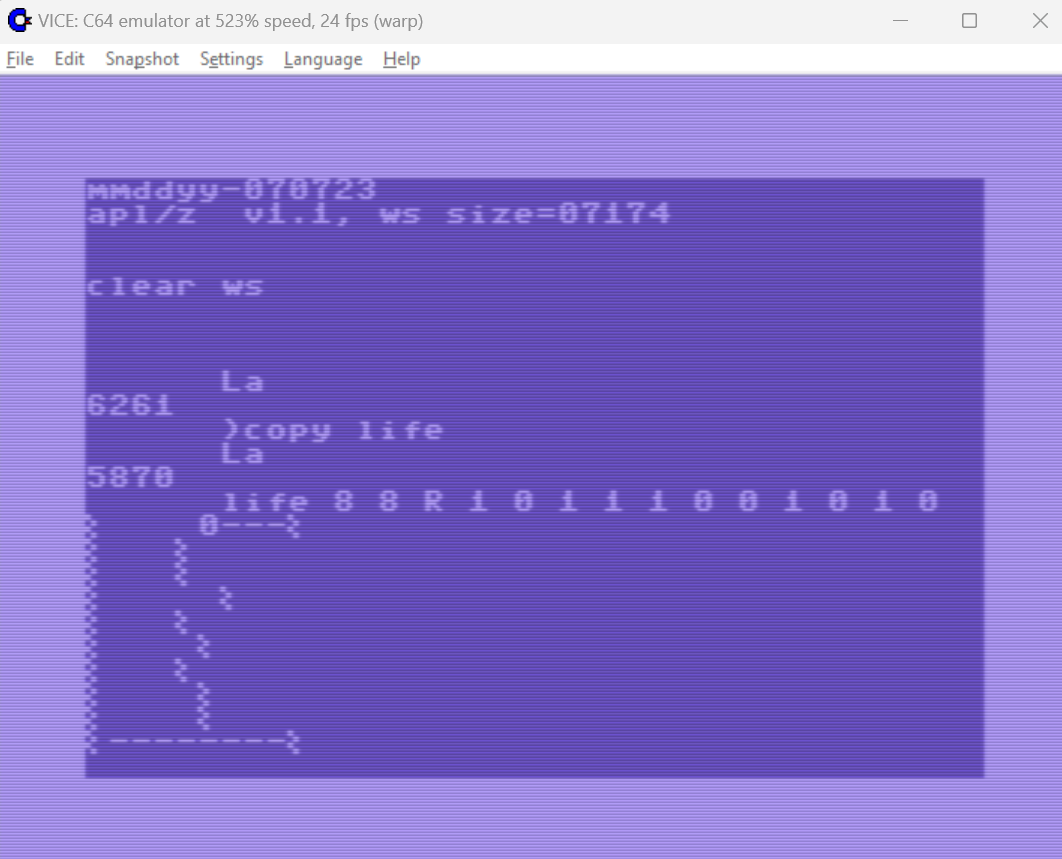 VICE: C64 emulator at 523% speed, 24 fps (warp)
File Edit Snapshot Settings Language Help
mmddyy-070723
apl/z v1.1, ws size=07174
clear ws
La
6261
)copy life
La
5870
life 8 8 R 1 0 1 1 1 0 0 1 0 1 0
0---
--------